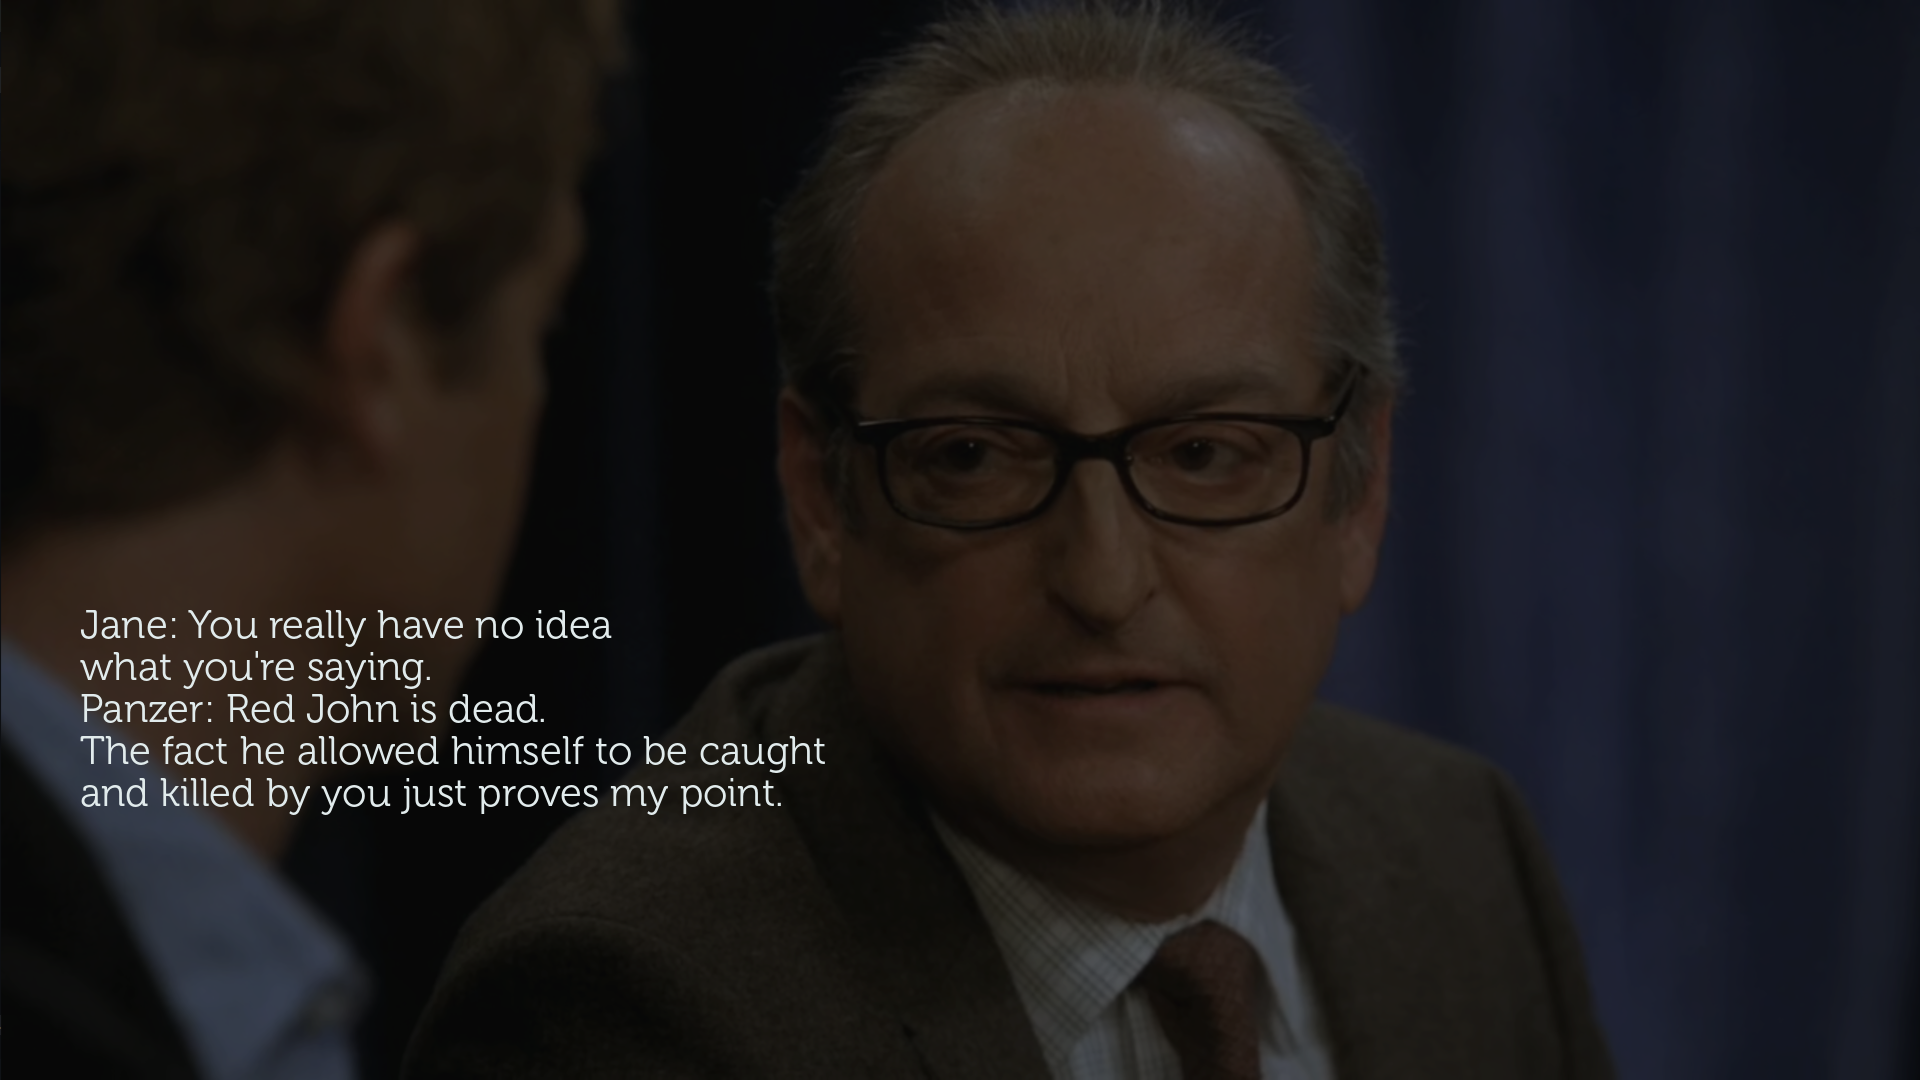 Jane: You really have no idea
what you're saying.
Panzer: Red John is dead.
The fact he allowed himself to be caught
and killed by you just proves my point.